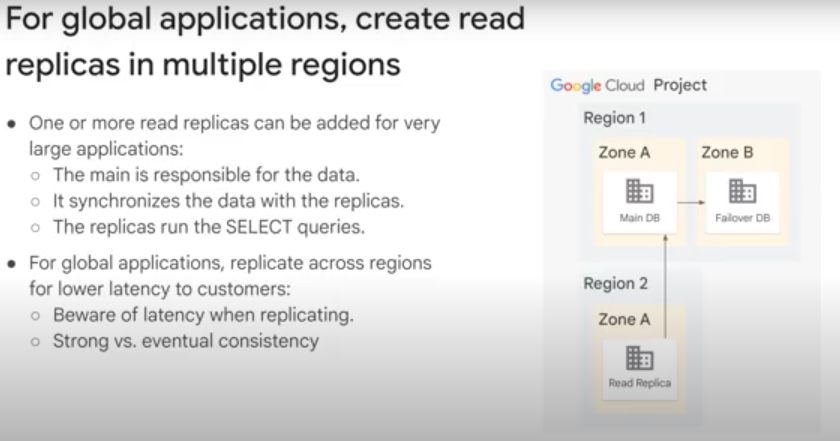 For global applications, create read
replicas in multiple regions
● One or more read replicas can be added for very
large applications:
○ The main is responsible for the data.
○ It synchronizes the data with the replicas.
○ The replicas run the SELECT queries.
● For global applications, replicate across regions
for lower latency to customers:
○ Beware of latency when replicating.
○ Strong vs. eventual consistency
Google Cloud Project
Region 1
Zone A
Zone B
Main DB
Failover DB
Region 2
Zone A
Read Replica